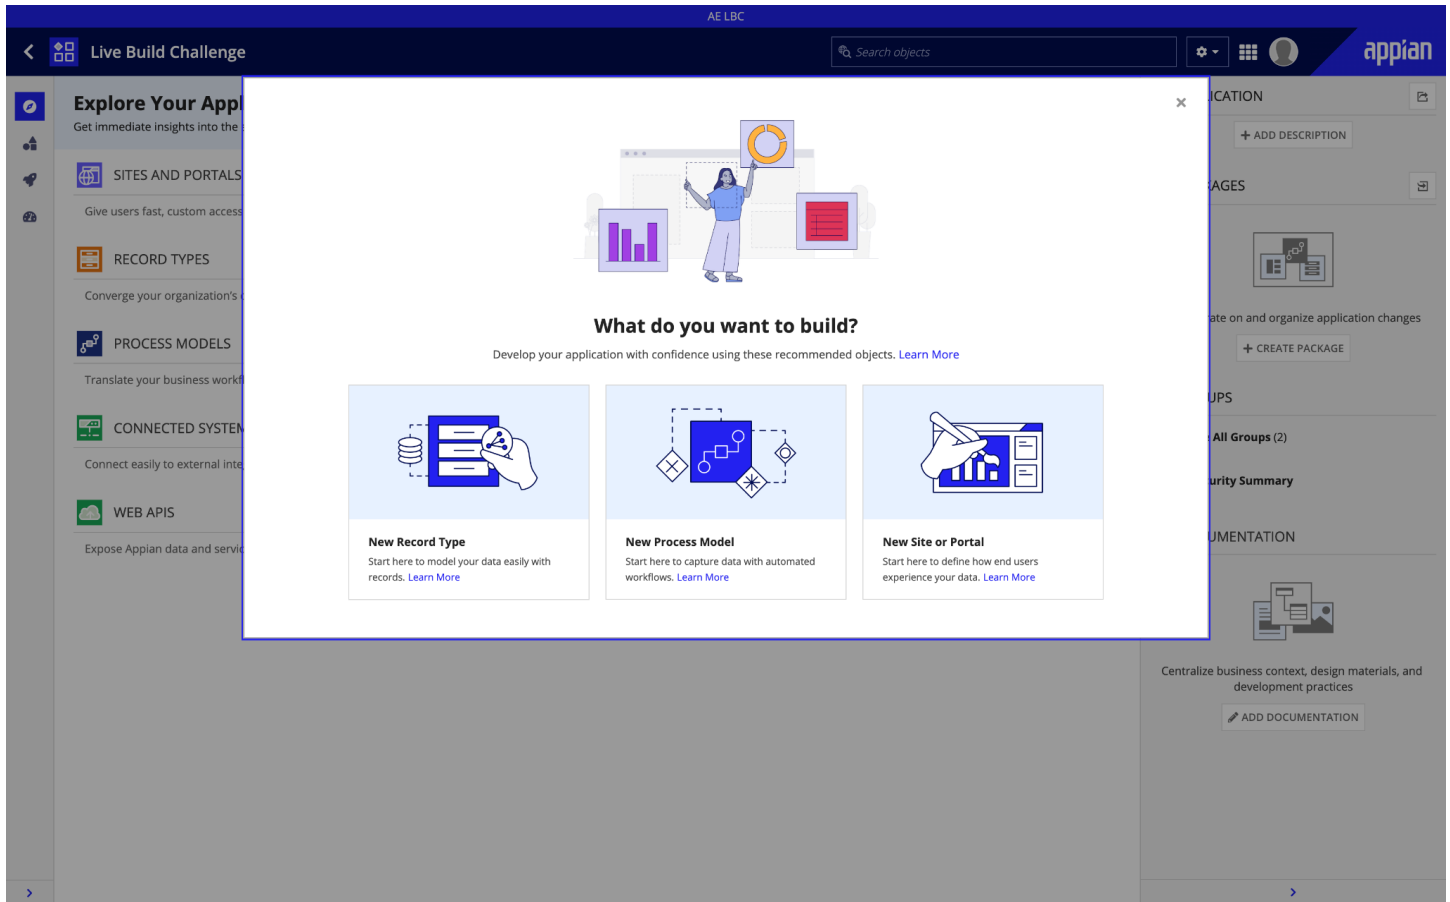 AE LBC
Live Build Challenge
Search objects
appian
Explore Your Appl
Get immediate insights into the
SITES AND PORTALS
Give users fast, custom access
RECORD TYPES
Converge your organization's
PROCESS MODELS
Translate your business workf
CONNECTED SYSTEM
Connect easily to external inte
WEB APIS
Expose Appian data and servic
What do you want to build?
Develop your application with confidence using these recommended objects. Learn More
New Record Type
Start here to model your data easily with
records. Learn More
New Process Model
Start here to capture data with automated
workflows. Learn More
New Site or Portal
Start here to define how end users
experience your data. Learn More
ICATION
+ ADD DESCRIPTION
AGES
ate on and organize application changes
+ CREATE PACKAGE
UPS
All Groups (2)
urity Summary
UMENTATION
Centralize business context, design materials, and
development practices
ADD DOCUMENTATION